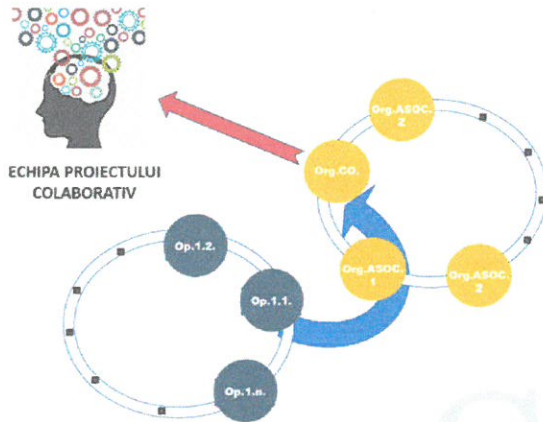 ECHIPA PROIECTULUI
COLABORATIV
Org.ASOC.
2
Org.CO.
Org.ASOC.
1
Org.ASOC.
2
Op.1.2.
Op.1.1.
Op.1.n.